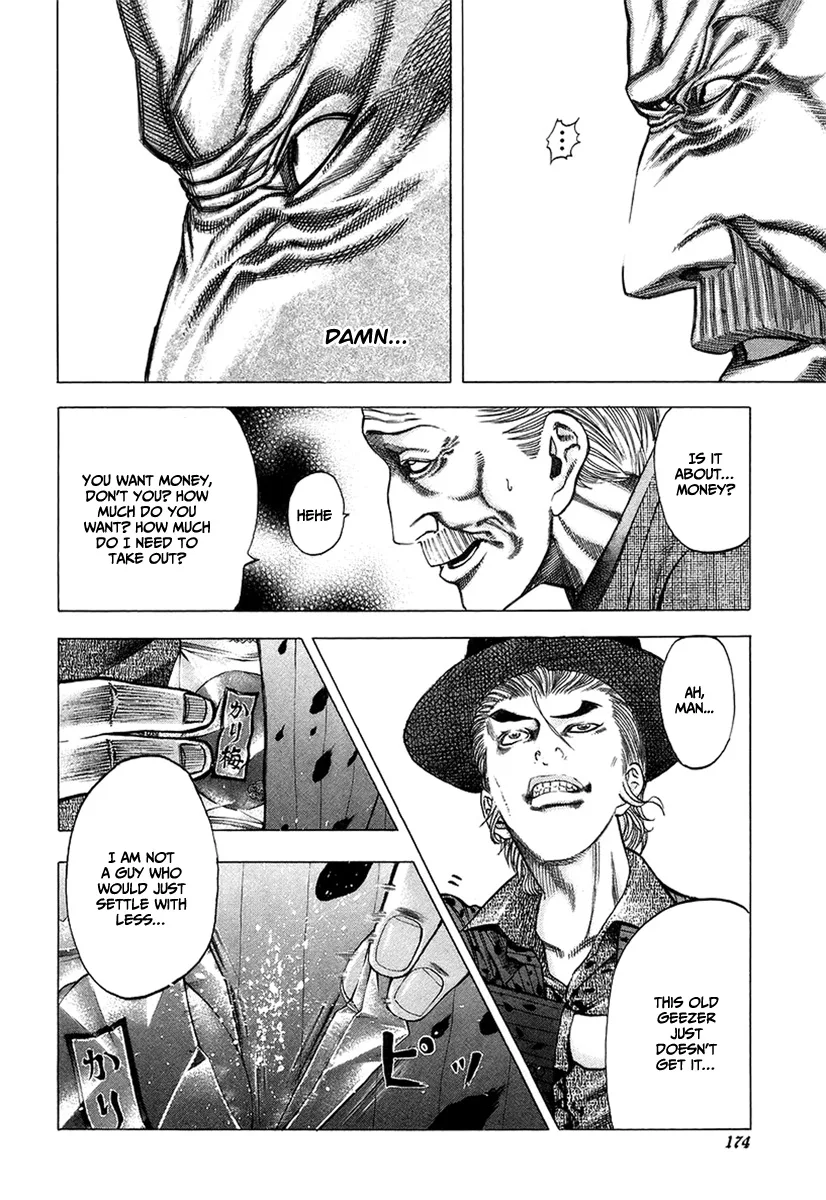 ...
DAMN...
IS IT
ABOUT...
MONEY?
HEHE
YOU WANT MONEY,
DON'T YOU? HOW
MUCH DO YOU
WANT? HOW MUCH
DO I NEED TO
TAKE OUT?
AH,
MAN...
THIS OLD
GEEZER
JUST
DOESN'T
GET IT...
かり梅
I AM NOT
A GUY WHO
WOULD JUST
SETTLE WITH
LESS...
かり
ピッ
174